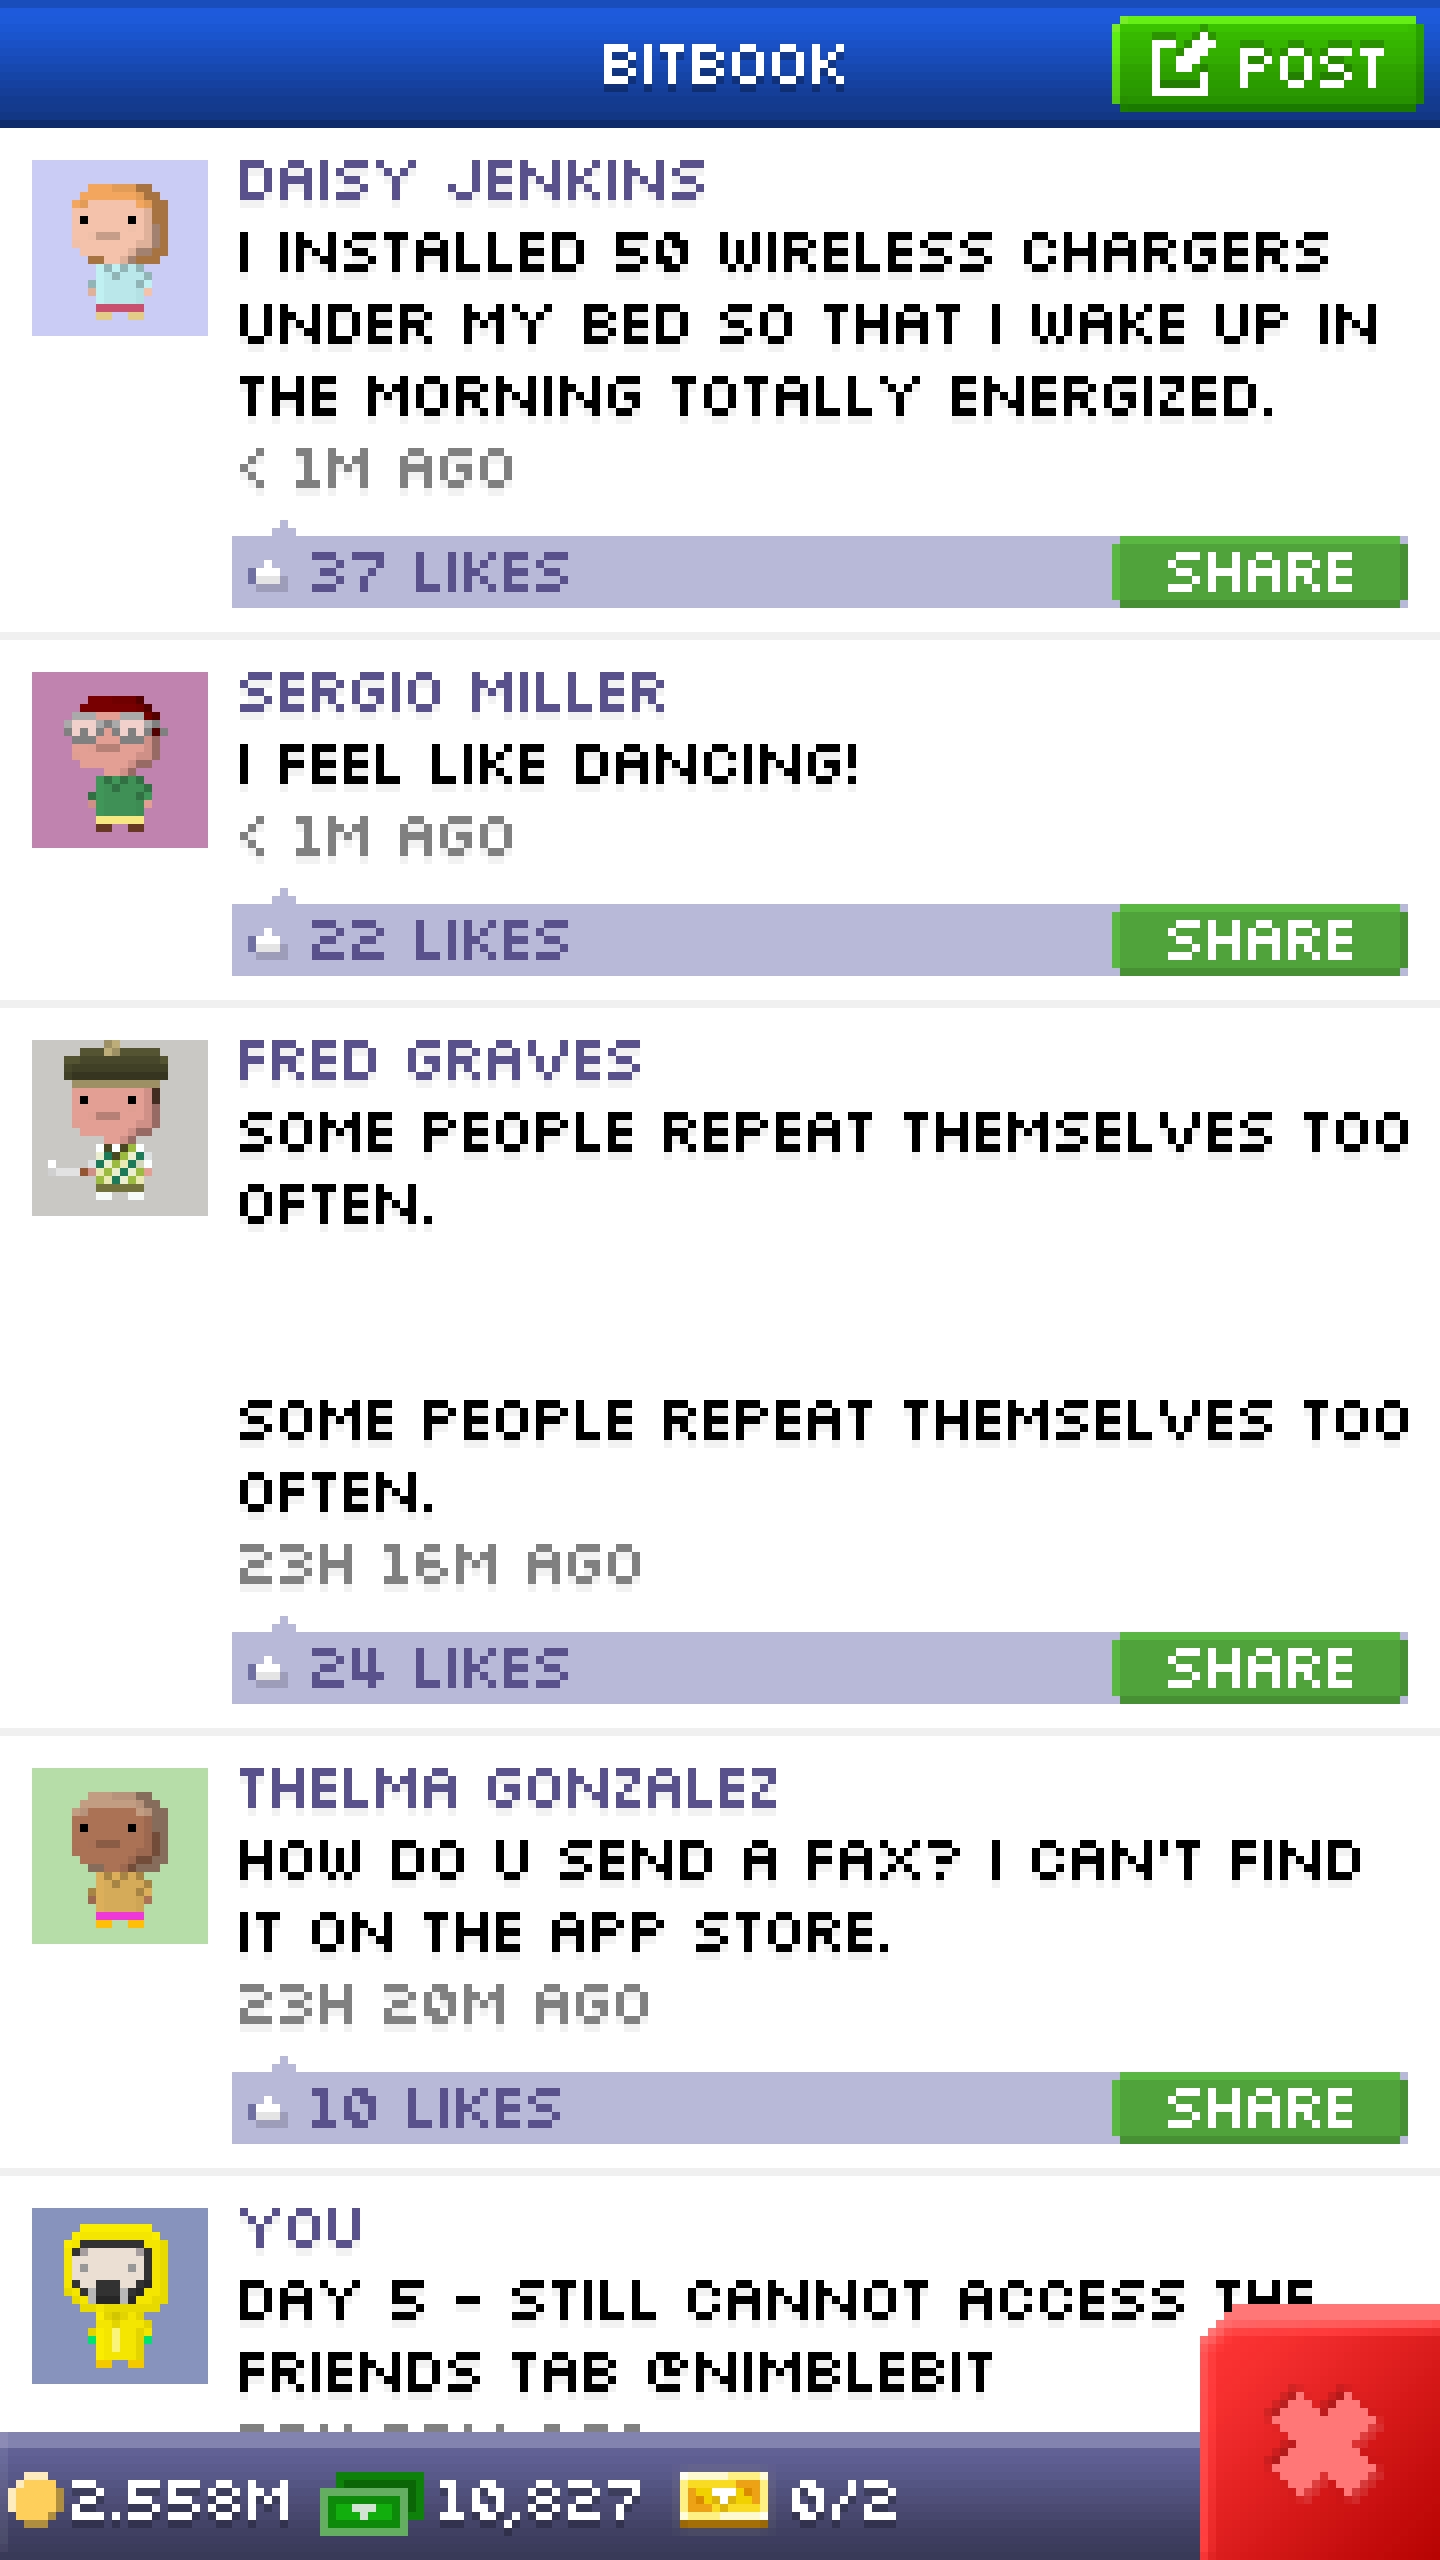 BITBOOK
POST
DAISY JENKINS
I INSTALLED 50 WIRELESS CHARGERS
UNDER MY BED SO THAT I WAKE UP IN
THE MORNING TOTALLY ENERGIZED.
< 1M AGO
37 LIKES
SHARE
SERGIO MILLER
I FEEL LIKE DANCING!
< 1M AGO
22 LIKES
SHARE
FRED GRAVES
SOME PEOPLE REPEAT THEMSELVES TOO
OFTEN.
SOME PEOPLE REPEAT THEMSELVES TOO
OFTEN.
23H 16M AGO
24 LIKES
SHARE
THELMA GONZALEZ
HOW DO U SEND A FAX? I CAN'T FIND
IT ON THE APP STORE.
23H 20M AGO
10 LIKES
SHARE
YOU
DAY 5 - STILL CANNOT ACCESS THE
FRIENDS TAB @NIMBLEBIT
2.558M
10,827
0/2